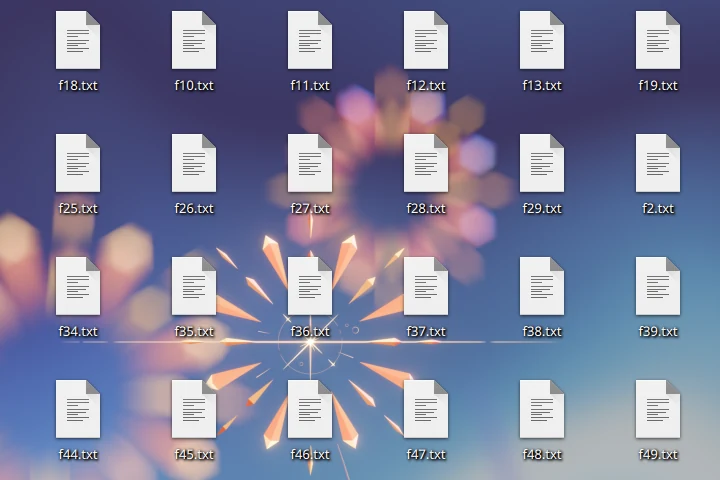 f18.txt f10.txt f11.txt f12.txt f13.txt f19.txt
f25.txt f26.txt f27.txt f28.txt f29.txt f2.txt
f34.txt f35.txt f36.txt f37.txt f38.txt f39.txt
f44.txt f45.txt f46.txt f47.txt f48.txt f49.txt